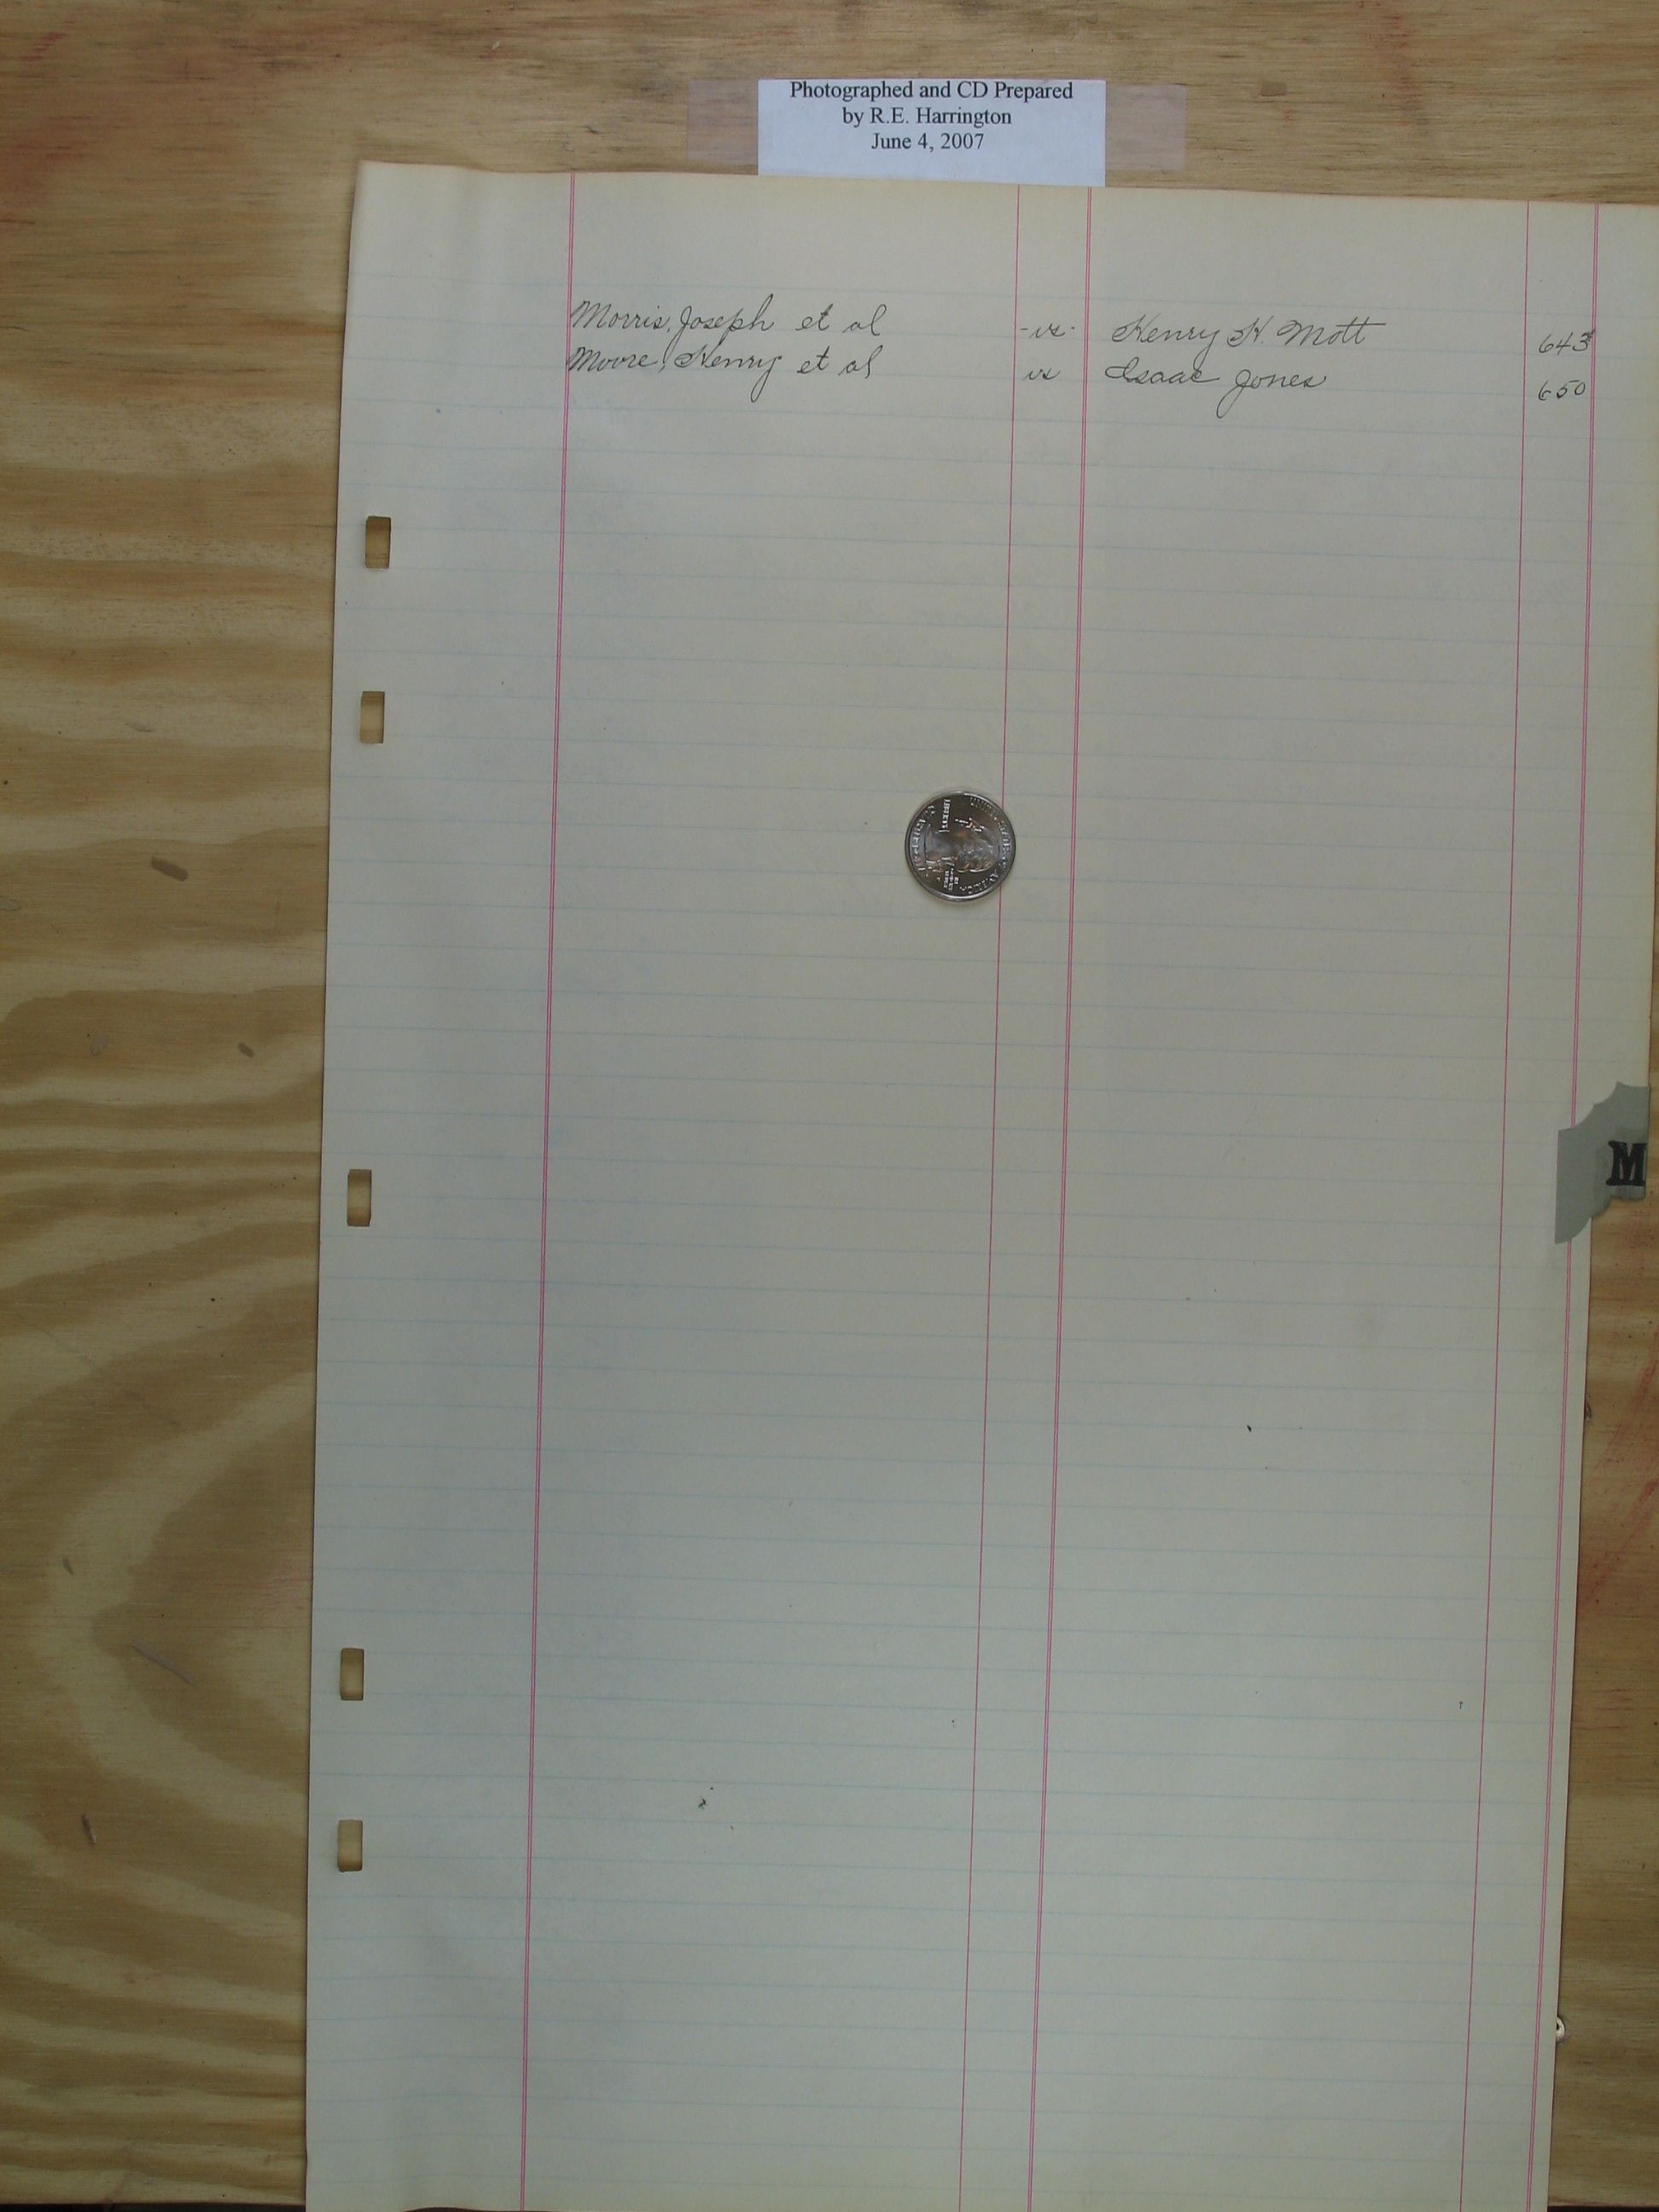 Photographed and CD Prepared
by R.E. Harrington
June 4, 2007
Morris, Joseph et al -vs- Henry H. Mott 643
Moore, Henry et al vs Isaac Jones 650
LIBERTY
M